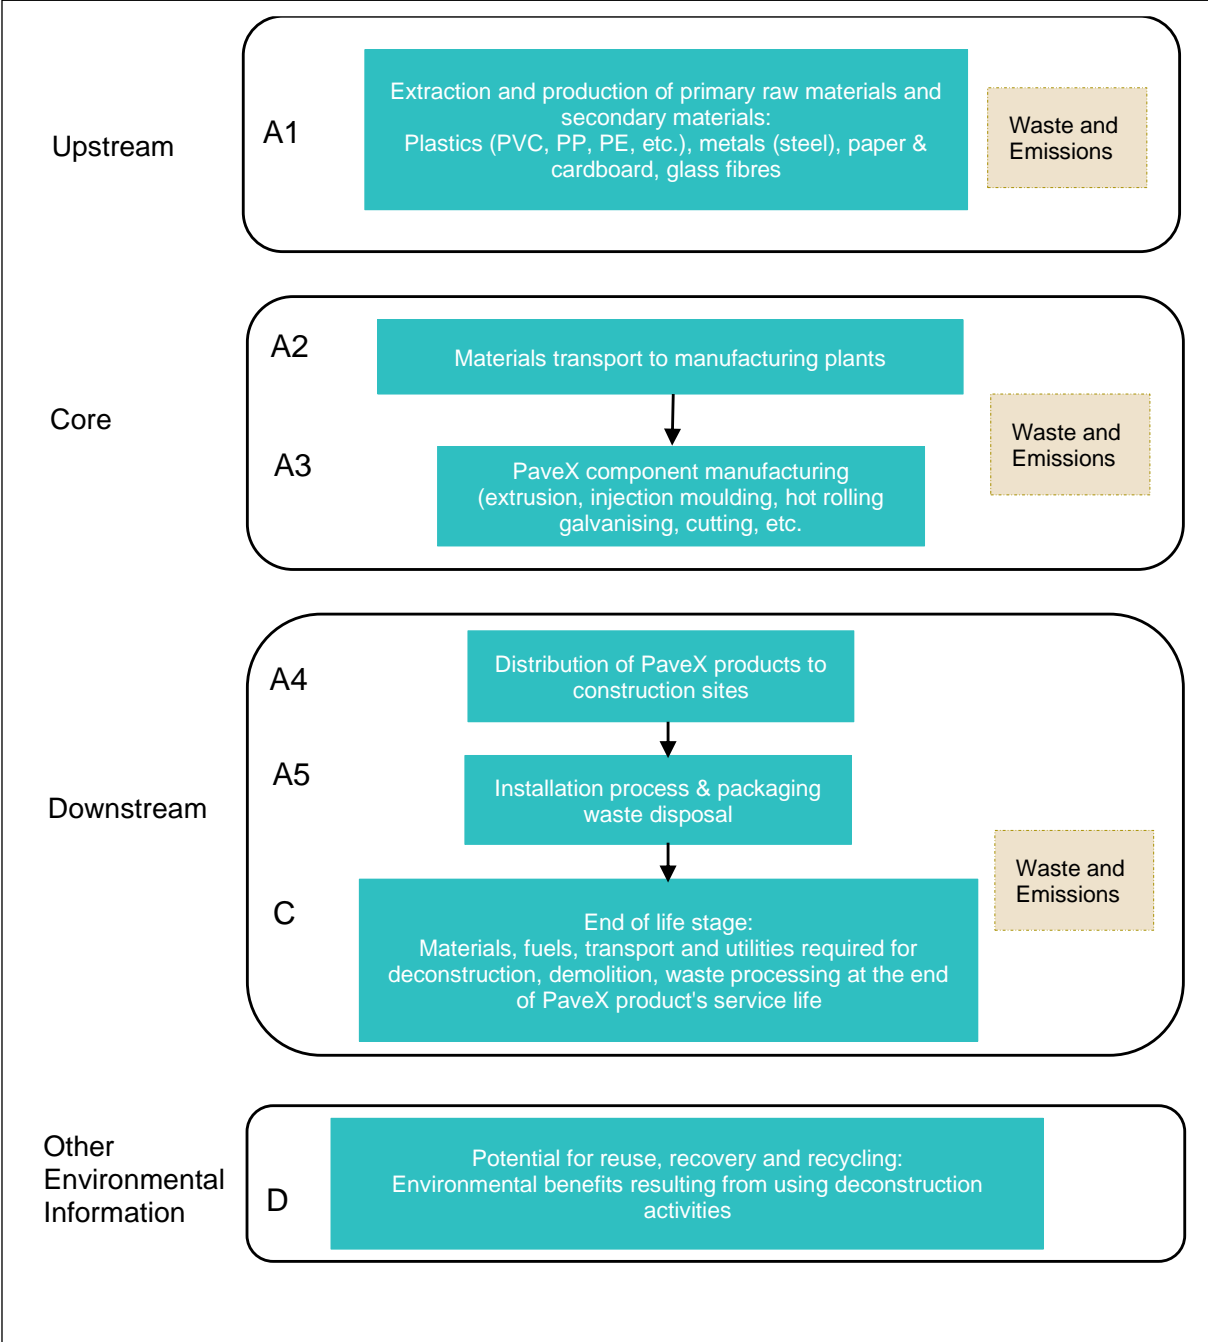 Upstream
A1
Extraction and production of primary raw materials and
secondary materials:
Plastics (PVC, PP, PE, etc.), metals (steel), paper &
cardboard, glass fibres
Waste and
Emissions
Core
A2
Materials transport to manufacturing plants
A3
PaveX component manufacturing
(extrusion, injection moulding, hot rolling
galvanising, cutting, etc.
Waste and
Emissions
Downstream
A4
Distribution of PaveX products to
construction sites
A5
Installation process & packaging
waste disposal
C
End of life stage:
Materials, fuels, transport and utilities required for
deconstruction, demolition, waste processing at the end
of PaveX product's service life
Waste and
Emissions
Other
Environmental
Information
D
Potential for reuse, recovery and recycling:
Environmental benefits resulting from using deconstruction
activities